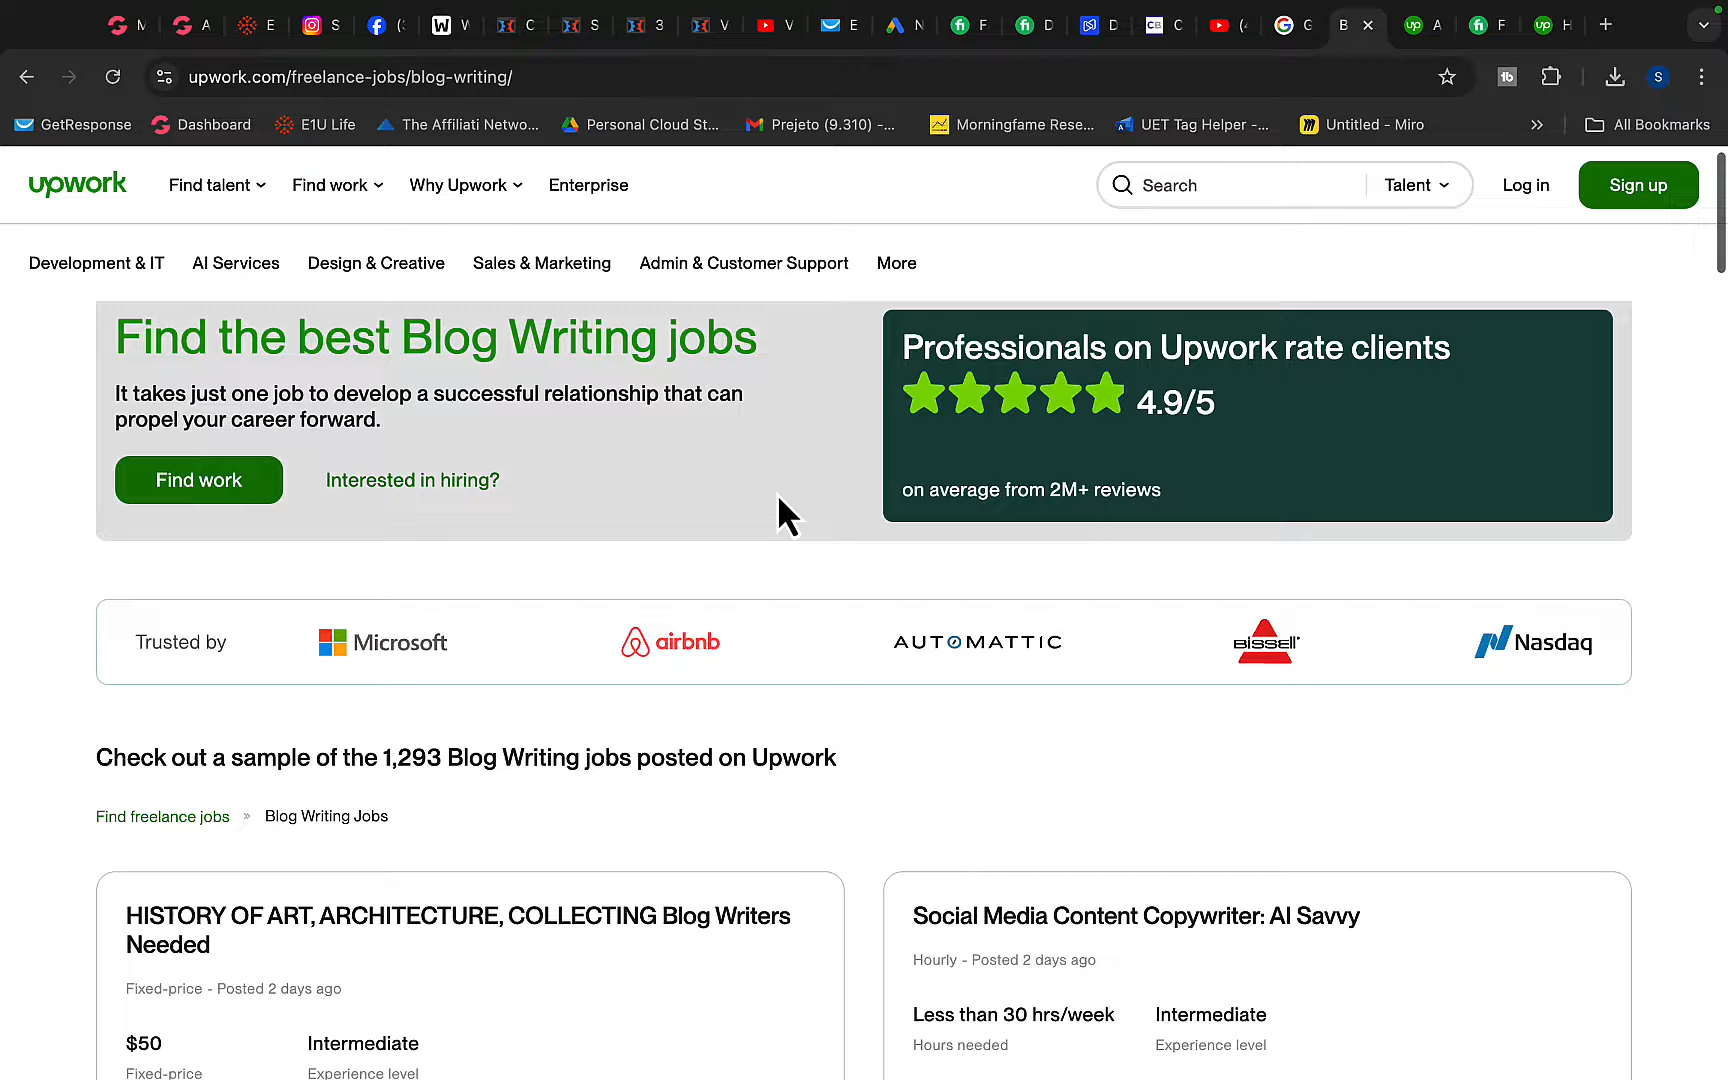 M A E S W C S 3 V V E N F D D C G B A F H
upwork.com/freelance-jobs/blog-writing/
S
GetResponse Dashboard E1U Life The Affiliati Netwo... Personal Cloud St... Prejeto (9.310) -... Morningfame Rese... UET Tag Helper -... Untitled - Miro » All Bookmarks
upwork Find talent Find work Why Upwork Enterprise Search Talent Log in Sign up
Development & IT AI Services Design & Creative Sales & Marketing Admin & Customer Support More
Find the best Blog Writing jobs
It takes just one job to develop a successful relationship that can
propel your career forward.
Find work Interested in hiring?
Professionals on Upwork rate clients
4.9/5
on average from 2M+ reviews
Trusted by Microsoft airbnb AUTOMATTIC BISSELL Nasdaq
Check out a sample of the 1,293 Blog Writing jobs posted on Upwork
Find freelance jobs » Blog Writing Jobs
HISTORY OF ART, ARCHITECTURE, COLLECTING Blog Writers
Needed
Fixed-price - Posted 2 days ago
$50 Intermediate
Fixed-price Experience level
Social Media Content Copywriter: AI Savvy
Hourly - Posted 2 days ago
Less than 30 hrs/week Intermediate
Hours needed Experience level